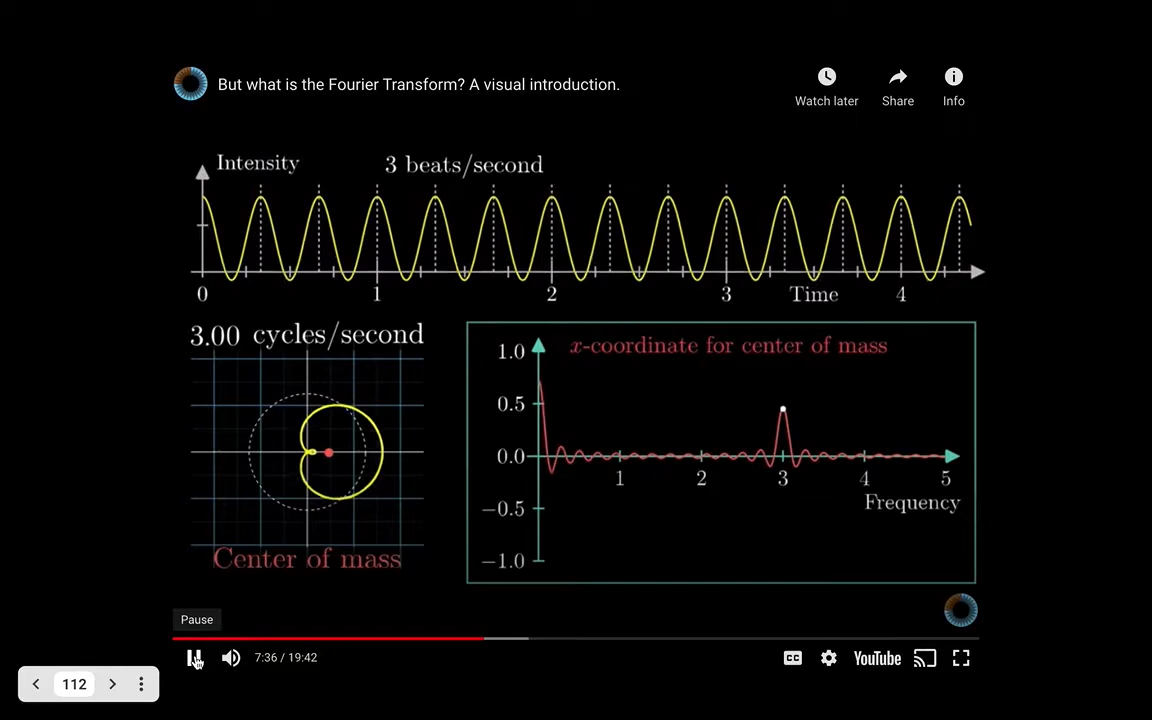 But what is the Fourier Transform? A visual introduction.
Watch later
Share
Info
Intensity
3 beats/second
0
1
2
3
Time
4
3.00 cycles/second
Center of mass
x-coordinate for center of mass
1.0
0.5
0.0
−0.5
−1.0
1
2
3
4
5
Frequency
Pause
7:36 / 19:42
CC
YouTube
112